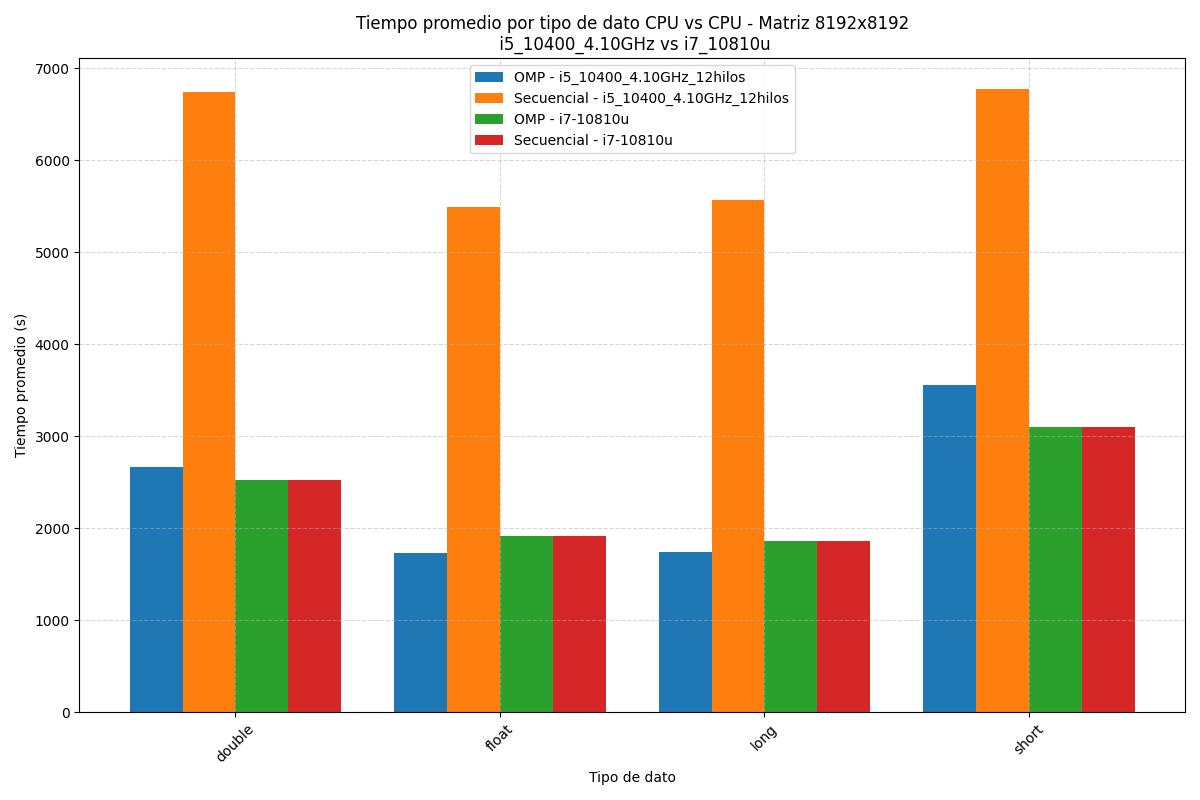 Tiempo promedio por tipo de dato CPU vs CPU - Matriz 8192x8192
i5_10400_4.10GHz vs i7_10810u
OMP - i5_10400_4.10GHz_12hilos
Secuencial - i5_10400_4.10GHz_12hilos
OMP - i7-10810u
Secuencial - i7-10810u
Tiempo promedio (s)
7000
6000
5000
4000
3000
2000
1000
0
double
float
long
short
Tipo de dato